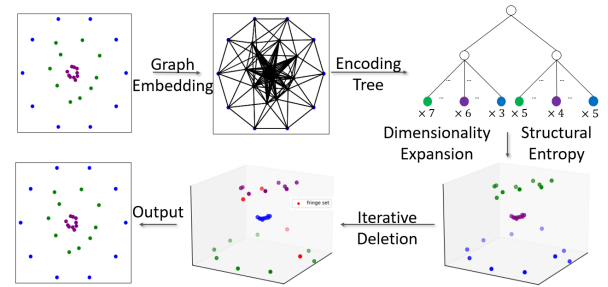 Graph
Embedding
Encoding
Tree
... ... ... ...
... ... ... ...
×7 ×6 ×3 ×5 ×4 ×5
Dimensionality
Expansion
Structural
Entropy
fringe set
Output
Iterative
Deletion